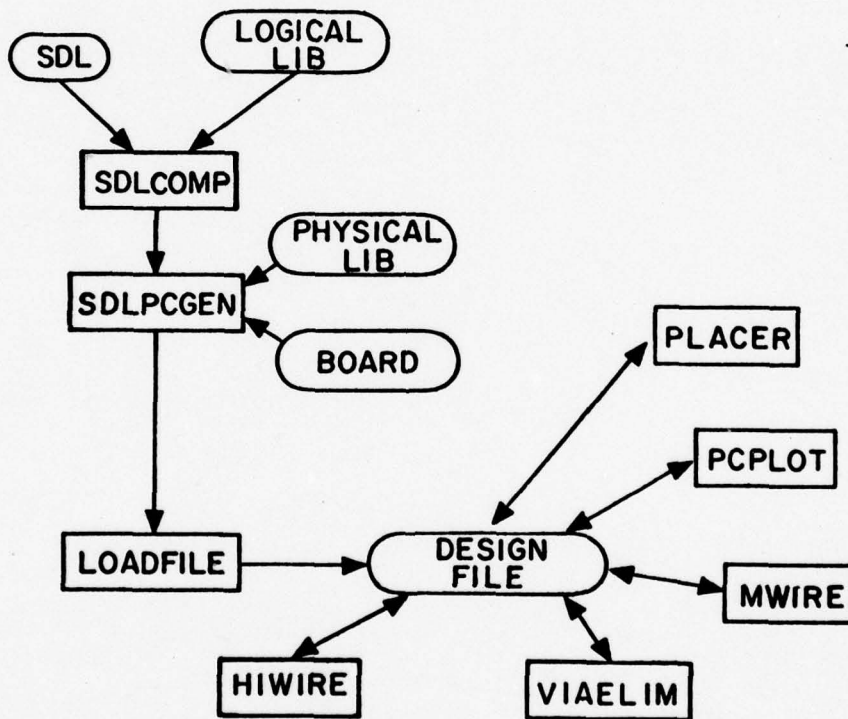 SDL
LOGICAL
LIB
SDLCOMP
PHYSICAL
LIB
SDLPCGEN
BOARD
PLACER
PCPLOT
LOADFILE
DESIGN
FILE
MWIRE
HIWIRE
VIAELIM